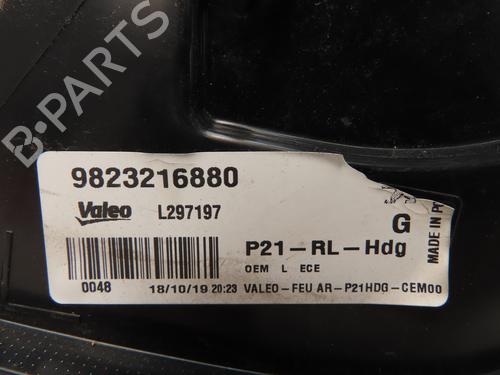 B-PARTS
9823216880
Valeo L297197 G
P21-RL-Hdg
OEM L ECE
0048 18/10/19 20:23 VALEO-FEU AR-P21HDG-CEM00
MADE IN